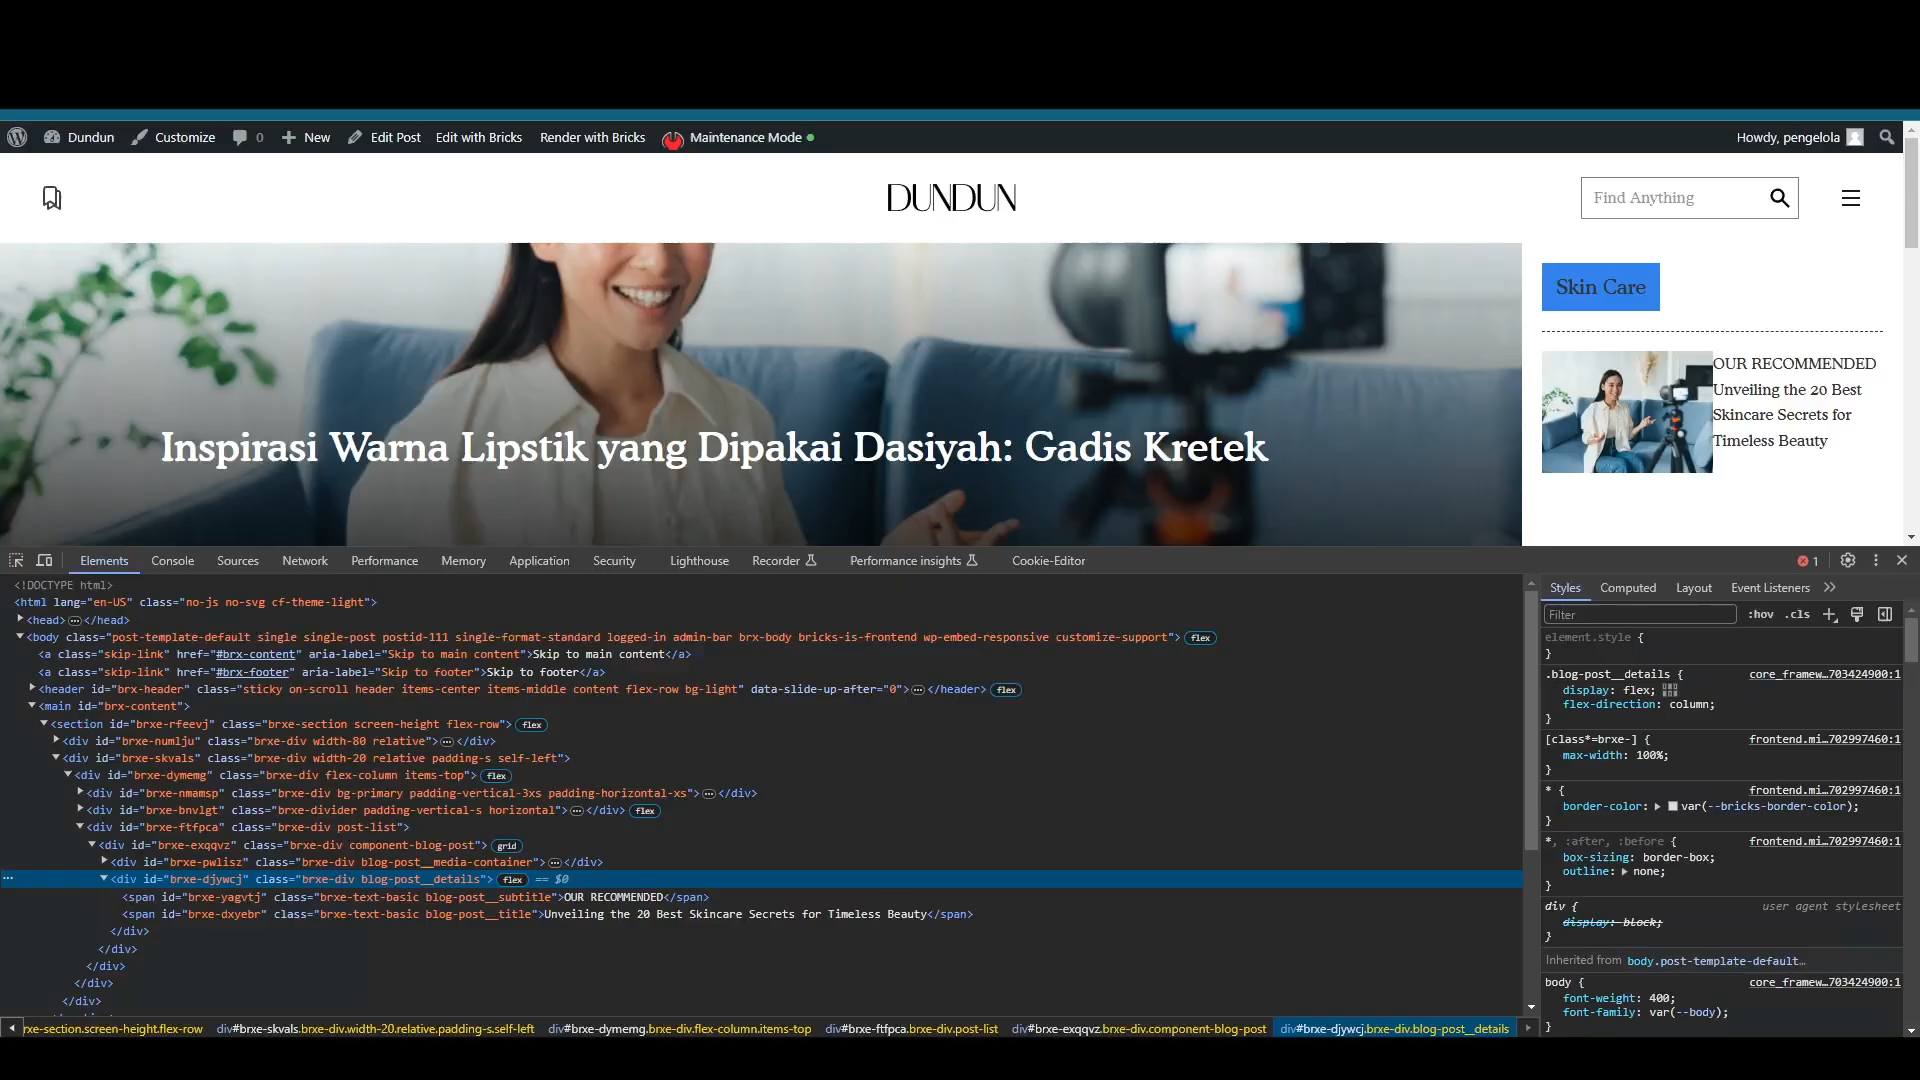 Dundun
Customize
0
New
Edit Post
Edit with Bricks
Render with Bricks
Maintenance Mode
Howdy, pengelola
DUNDUN
Find Anything
Skin Care
OUR RECOMMENDED
Unveiling the 20 Best
Skincare Secrets for
Timeless Beauty
Inspirasi Warna Lipstik yang Dipakai Dasiyah: Gadis Kretek
Elements
Console
Sources
Network
Performance
Memory
Application
Security
Lighthouse
Recorder
Performance insights
Cookie-Editor
1
<!DOCTYPE html>
<html lang="en-US" class="no-js no-svg cf-theme-light">
<head>…</head>
<body class="post-template-default single single-post postid-111 single-format-standard logged-in admin-bar brx-body bricks-is-frontend wp-embed-responsive customize-support"> flex
<a class="skip-link" href="#brx-content" aria-label="Skip to main content">Skip to main content</a>
<a class="skip-link" href="#brx-footer" aria-label="Skip to footer">Skip to footer</a>
<header id="brx-header" class="sticky on-scroll header items-center items-middle content flex-row bg-light" data-slide-up-after="0">…</header> flex
<main id="brx-content">
<section id="brxe-rfeevj" class="brxe-section screen-height flex-row"> flex
<div id="brxe-numlju" class="brxe-div width-80 relative">…</div>
<div id="brxe-skvals" class="brxe-div width-20 relative padding-s self-left">
<div id="brxe-dymemg" class="brxe-div flex-column items-top"> flex
<div id="brxe-nmamsp" class="brxe-div bg-primary padding-vertical-3xs padding-horizontal-xs">…</div>
<div id="brxe-bnvlgt" class="brxe-divider padding-vertical-s horizontal">…</div> flex
<div id="brxe-ftfpca" class="brxe-div post-list">
<div id="brxe-exqqvz" class="brxe-div component-blog-post"> grid
<div id="brxe-pwlisz" class="brxe-div blog-post__media-container">…</div>
… <div id="brxe-djywcj" class="brxe-div blog-post__details"> flex == $0
<span id="brxe-yagvtj" class="brxe-text-basic blog-post__subtitle">OUR RECOMMENDED</span>
<span id="brxe-dxyebr" class="brxe-text-basic blog-post__title">Unveiling the 20 Best Skincare Secrets for Timeless Beauty</span>
</div>
</div>
</div>
</div>
</div>
rxe-section.screen-height.flex-row
div#brxe-skvals.brxe-div.width-20.relative.padding-s.self-left
div#brxe-dymemg.brxe-div.flex-column.items-top
div#brxe-ftfpca.brxe-div.post-list
div#brxe-exqqvz.brxe-div.component-blog-post
div#brxe-djywcj.brxe-div.blog-post__details
Styles
Computed
Layout
Event Listeners
Filter
:hov
.cls
element.style {
}
.blog-post__details { core_framew…703424900:1
display: flex;
flex-direction: column;
}
[class*=brxe-] { frontend.mi…702997460:1
max-width: 100%;
}
* { frontend.mi…702997460:1
border-color: var(--bricks-border-color);
}
*, :after, :before { frontend.mi…702997460:1
box-sizing: border-box;
outline: none;
}
div { user agent stylesheet
display: block;
}
Inherited from body.post-template-default…
body { core_framew…703424900:1
font-weight: 400;
font-family: var(--body);
}